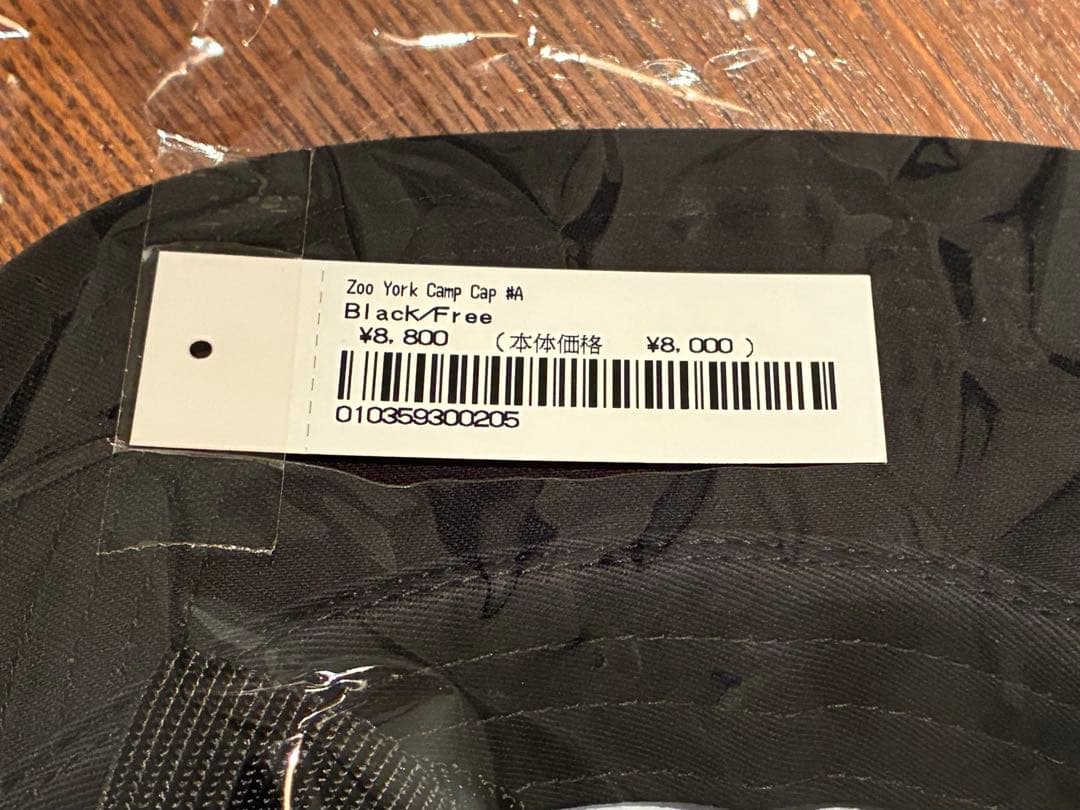 Zoo York Camp Cap #A
Black/Free
¥8,800 (本体価格 ¥8,000)
010359300205